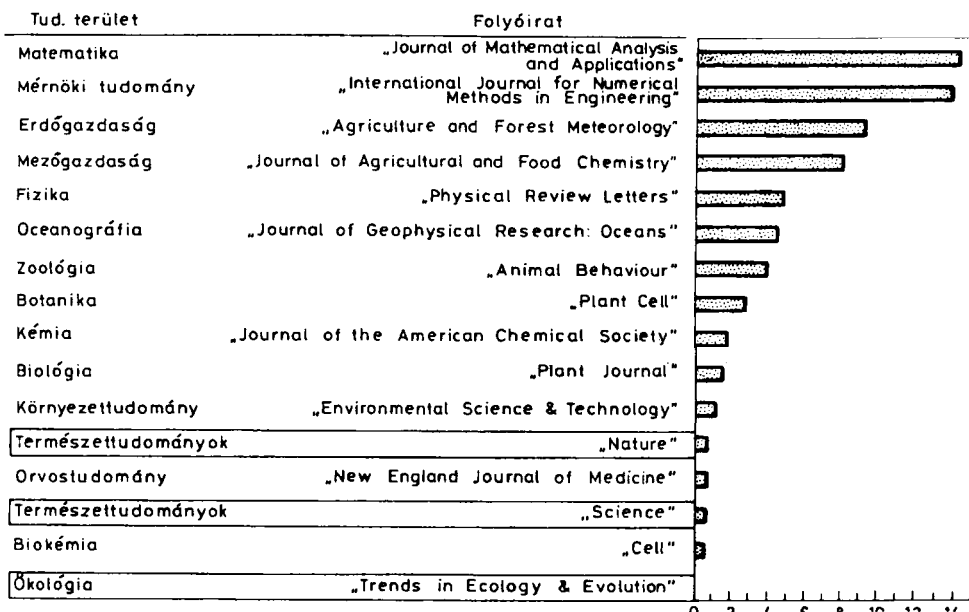 Tud. terület Folyóirat
Matematika „Journal of Mathematical Analysis
and Applications"
Mérnöki tudomány „International Journal for Numerical
Methods in Engineering"
Erdőgazdaság „Agriculture and Forest Meteorology"
Mezőgazdaság „Journal of Agricultural and Food Chemistry"
Fizika „Physical Review Letters"
Oceanográfia „Journal of Geophysical Research: Oceans"
Zoológia „Animal Behaviour"
Botanika „Plant Cell"
Kémia „Journal of the American Chemical Society"
Biológia „Plant Journal"
Környezettudomány „Environmental Science & Technology"
Természettudományok „Nature"
Orvostudomány „New England Journal of Medicine"
Természettudományok „Science"
Biokémia „Cell"
Ökológia „Trends in Ecology & Evolution"
0 2 4 6 8 10 12 14